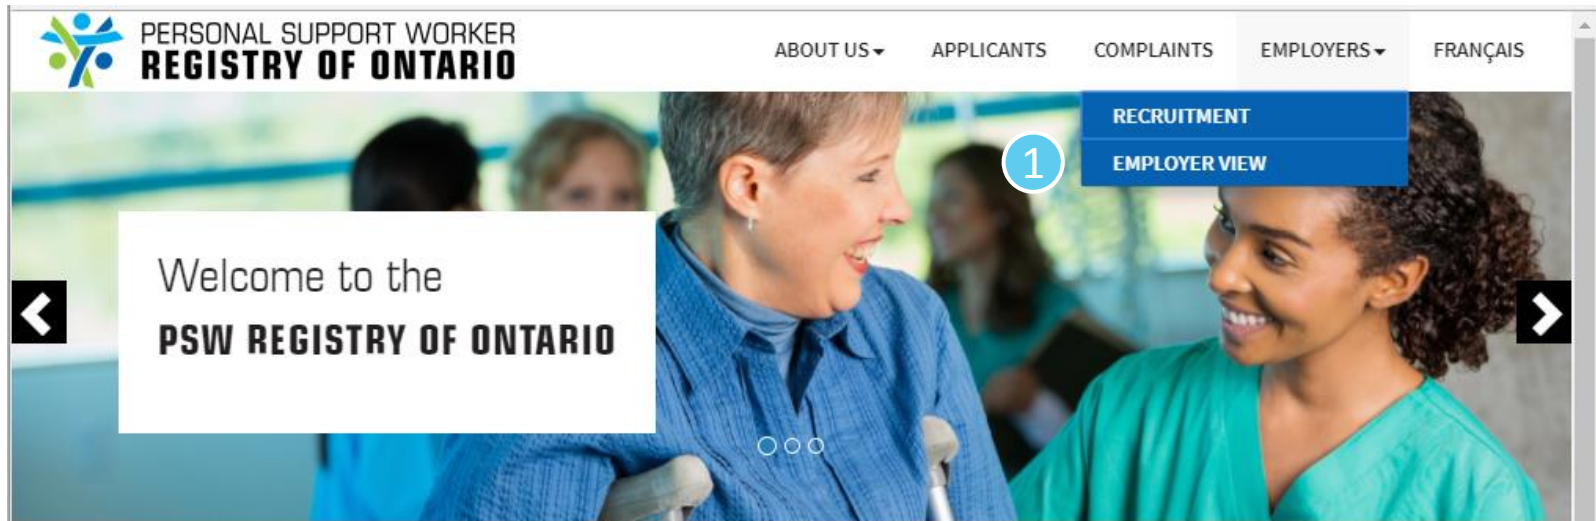 PERSONAL SUPPORT WORKER
REGISTRY OF ONTARIO
ABOUT US APPLICANTS COMPLAINTS EMPLOYERS FRANÇAIS
RECRUITMENT
1 EMPLOYER VIEW
Welcome to the
PSW REGISTRY OF ONTARIO